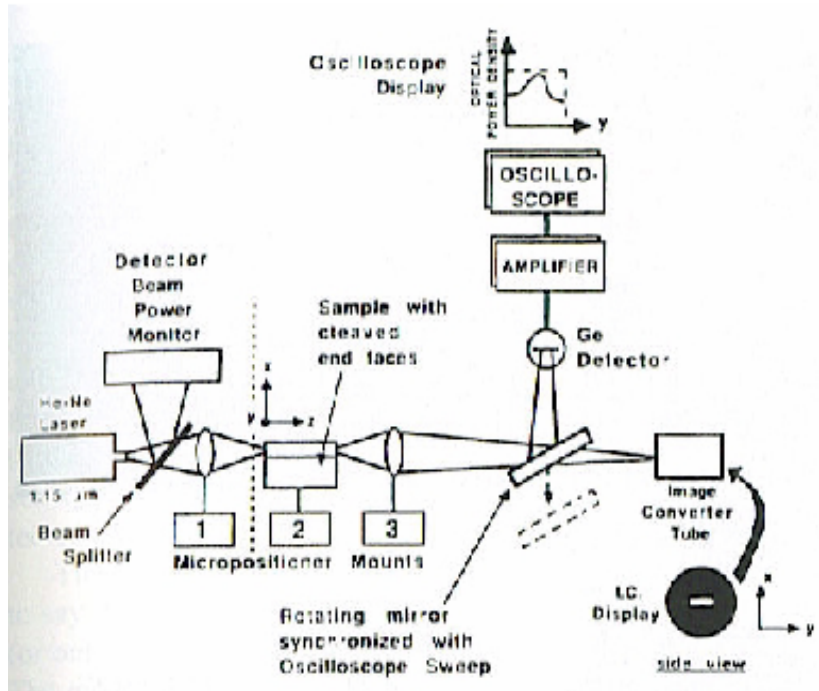 Oscilloscope
Display
OPTICAL
POWER DENSITY
y
OSCILLO-
SCOPE
AMPLIFIER
Ge
Detector
Detector
Beam
Power
Moniter
Sample with
cleaved
end faces
He-Ne
Laser
1.15 μm
x
y
z
Beam
Splitter
1
2
3
Micropositioner Mounts
Image
Converter
Tube
Rotating mirror
synchronized with
Oscilloscope Sweep
Display
x
y
side view